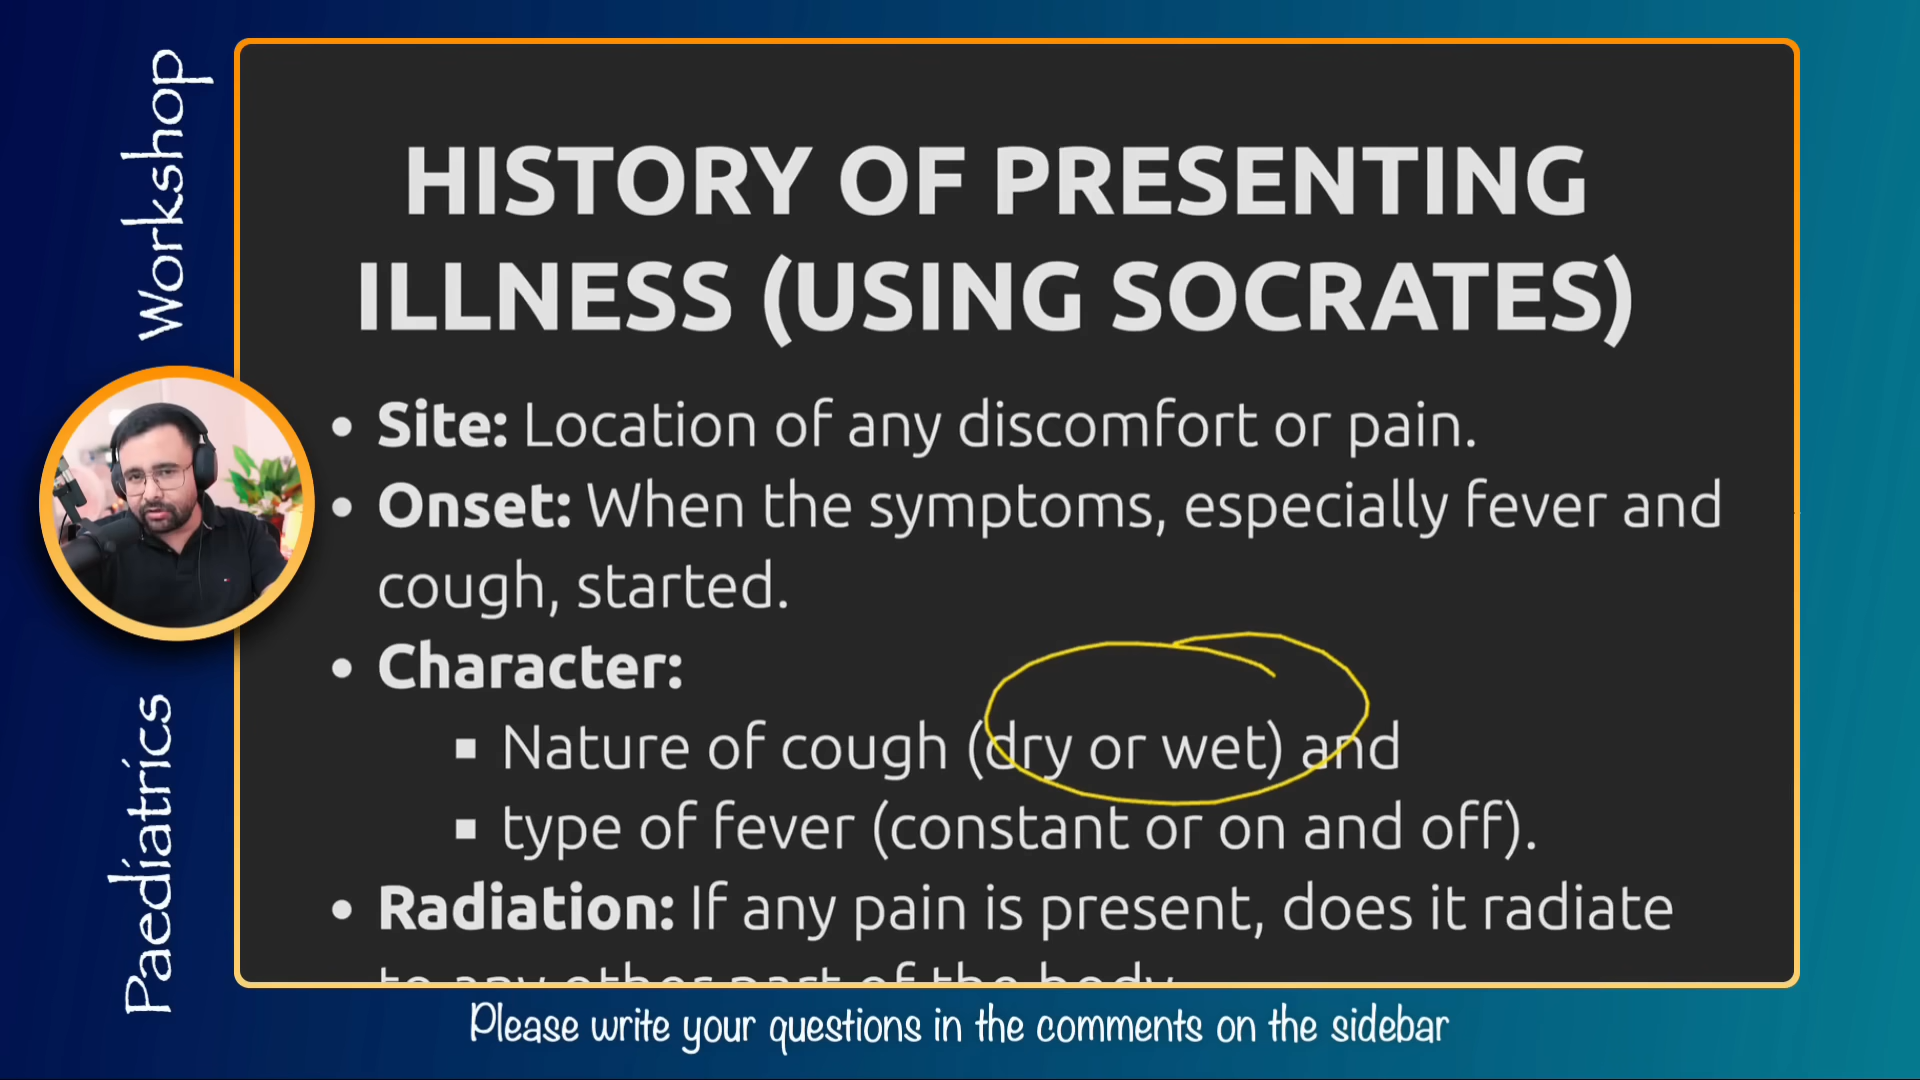 Paediatrics Workshop
HISTORY OF PRESENTING
ILLNESS (USING SOCRATES)
• Site: Location of any discomfort or pain.
• Onset: When the symptoms, especially fever and
cough, started.
• Character:
▪ Nature of cough (dry or wet) and
▪ type of fever (constant or on and off).
• Radiation: If any pain is present, does it radiate
to any other part of the body
Please write your questions in the comments on the sidebar